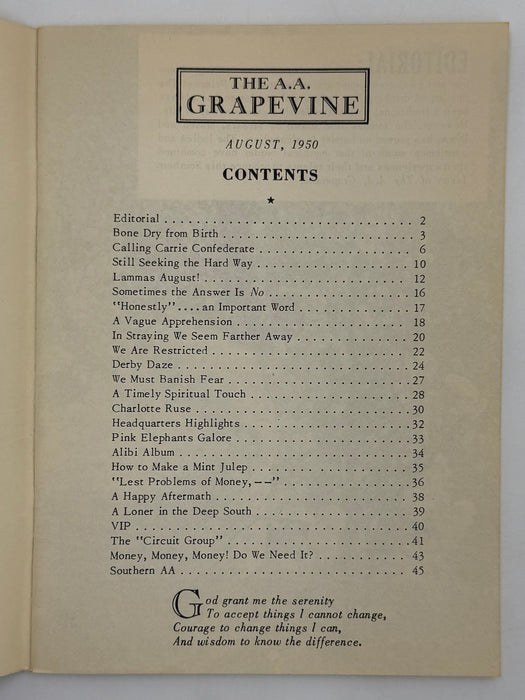 THE A.A.
GRAPEVINE
AUGUST, 1950
CONTENTS
★
Editorial . . . . . . . . . . . . . . . . . . . . . . . . . . . 2
Bone Dry from Birth . . . . . . . . . . . . . . . . . . . . 3
Calling Carrie Confederate . . . . . . . . . . . . . . . . 6
Still Seeking the Hard Way . . . . . . . . . . . . . . . . 10
Lammas August! . . . . . . . . . . . . . . . . . . . . . . 12
Sometimes the Answer Is No . . . . . . . . . . . . . . . 16
"Honestly" . . . . an Important Word . . . . . . . . . . . 17
A Vague Apprehension . . . . . . . . . . . . . . . . . . . 18
In Straying We Seem Farther Away . . . . . . . . . . . . 20
We Are Restricted . . . . . . . . . . . . . . . . . . . . . 22
Derby Daze . . . . . . . . . . . . . . . . . . . . . . . . . 24
We Must Banish Fear . . . . . . . . . . . . . . . . . . . . 27
A Timely Spiritual Touch . . . . . . . . . . . . . . . . . 28
Charlotte Ruse . . . . . . . . . . . . . . . . . . . . . . . 30
Headquarters Highlights . . . . . . . . . . . . . . . . . . 32
Pink Elephants Galore . . . . . . . . . . . . . . . . . . . 33
Alibi Album . . . . . . . . . . . . . . . . . . . . . . . . 34
How to Make a Mint Julep . . . . . . . . . . . . . . . . . 35
"Lest Problems of Money, --" . . . . . . . . . . . . . . 36
A Happy Aftermath . . . . . . . . . . . . . . . . . . . . . 38
A Loner in the Deep South . . . . . . . . . . . . . . . . . 39
VIP . . . . . . . . . . . . . . . . . . . . . . . . . . . . . 40
The "Circuit Group" . . . . . . . . . . . . . . . . . . . . 41
Money, Money, Money! Do We Need It? . . . . . . . . . . 43
Southern AA . . . . . . . . . . . . . . . . . . . . . . . . 45
God grant me the serenity
To accept things I cannot change,
Courage to change things I can,
And wisdom to know the difference.